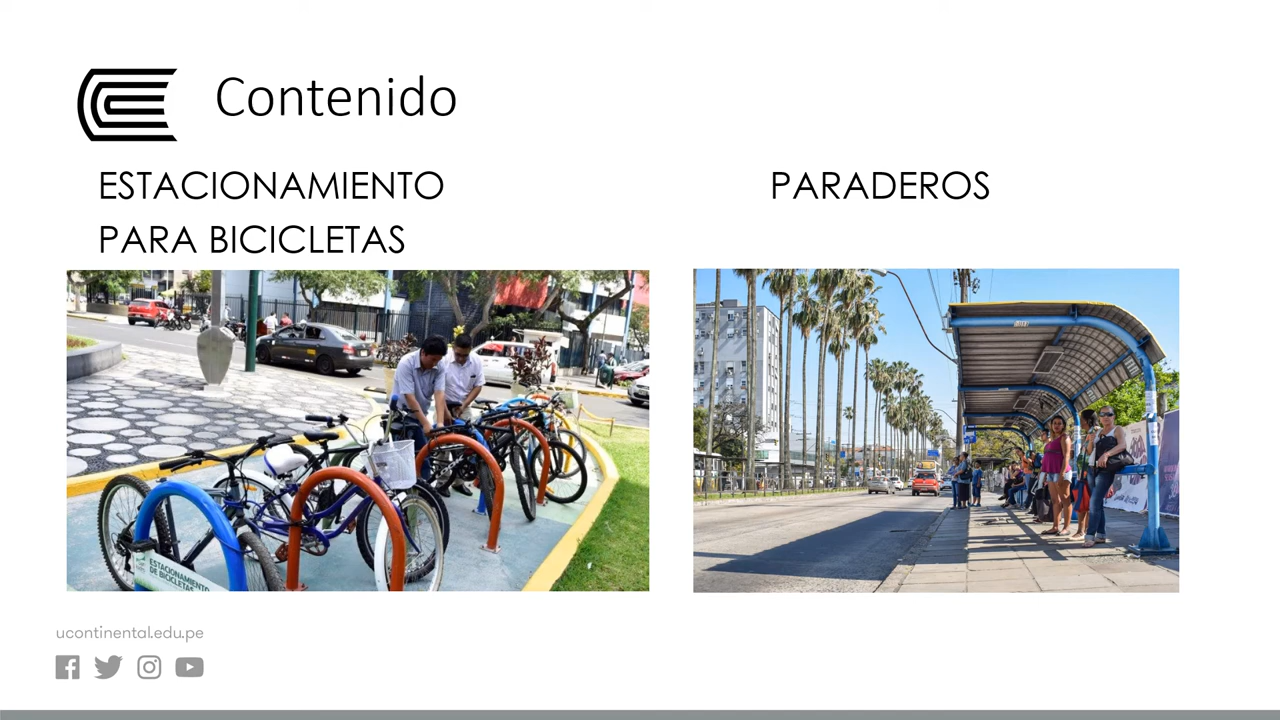 Contenido
ESTACIONAMIENTO
PARA BICICLETAS
PARADEROS
ESTACIONAMIENTO
DE BICICLETAS
ucontinental.edu.pe